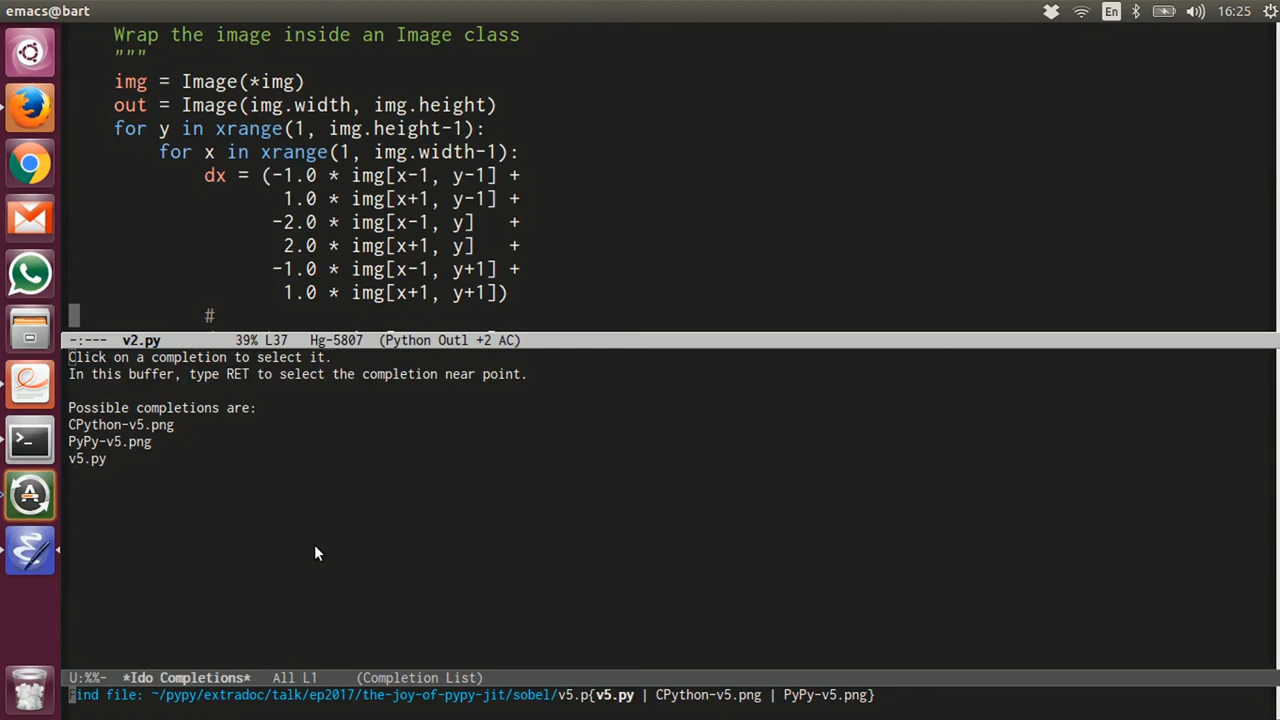 emacs@bart
En
16:25
Wrap the image inside an Image class
"""
img = Image(*img)
out = Image(img.width, img.height)
for y in xrange(1, img.height-1):
for x in xrange(1, img.width-1):
dx = (-1.0 * img[x-1, y-1] +
1.0 * img[x+1, y-1] +
-2.0 * img[x-1, y]   +
2.0 * img[x+1, y]   +
-1.0 * img[x-1, y+1] +
1.0 * img[x+1, y+1])
#
-:---  v2.py         39% L37   Hg-5807  (Python Outl +2 AC)
Click on a completion to select it.
In this buffer, type RET to select the completion near point.
Possible completions are:
CPython-v5.png
PyPy-v5.png
v5.py
U:%%-  *Ido Completions*   All L1     (Completion List)
Find file: ~/pypy/extradoc/talk/ep2017/the-joy-of-pypy-jit/sobel/v5.p{v5.py | CPython-v5.png | PyPy-v5.png}